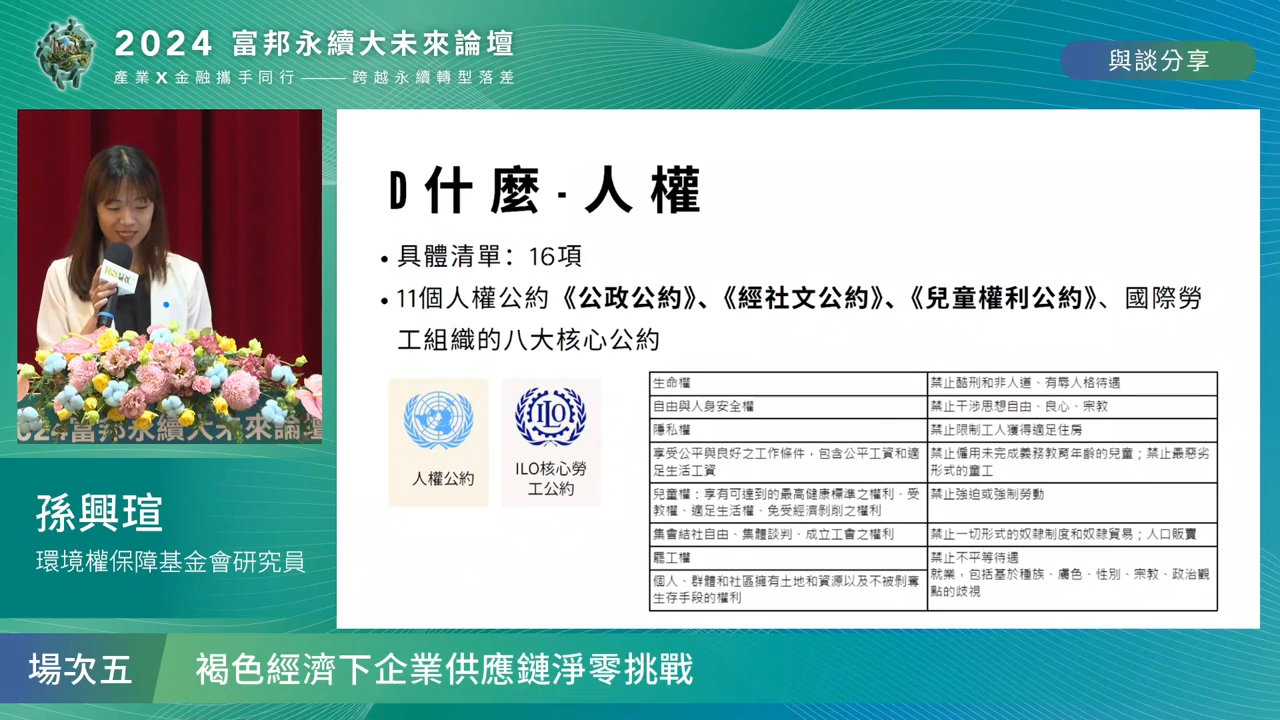 2024 富邦永續大未來論壇
產業X金融攜手同行——跨越永續轉型落差
與談分享
D什麼-人權
• 具體清單：16項
• 11個人權公約《公政公約》、《經社文公約》、《兒童權利公約》、國際勞
工組織的八大核心公約
人權公約
ILO
ILO核心勞
工公約
生命權
禁止酷刑和非人道、有辱人格待遇
自由與人身安全權
禁止干涉思想自由、良心、宗教
隱私權
禁止限制工人獲得適足住房
享受公平與良好之工作條件，包含公平工資和適
足生活工資
禁止僱用未完成義務教育年齡的兒童；禁止最惡劣
形式的童工
兒童權：享有可達到的最高健康標準之權利、受
教權、適足生活權、免受經濟剝削之權利
禁止強迫或強制勞動
集會結社自由、集體談判、成立工會之權利
禁止一切形式的奴隸制度和奴隸貿易；人口販賣
罷工權
個人、群體和社區擁有土地和資源以及不被剝奪
生存手段的權利
禁止不平等待遇
就業，包括基於種族、膚色、性別、宗教、政治觀
點的歧視
024富邦永續大未來論壇
孫興瑄
環境權保障基金會研究員
場次五
褐色經濟下企業供應鏈淨零挑戰